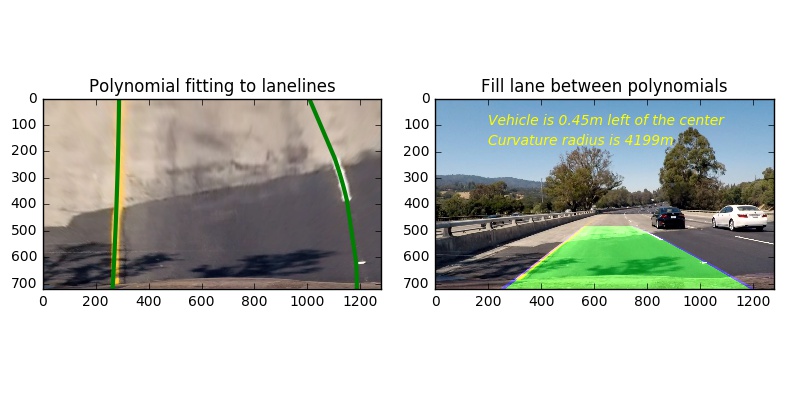 Polynomial fitting to lanelines
0
100
200
300
400
500
600
700
0 200 400 600 800 1000 1200
Fill lane between polynomials
Vehicle is 0.45m left of the center
Curvature radius is 4199m
0
100
200
300
400
500
600
700
0 200 400 600 800 1000 1200